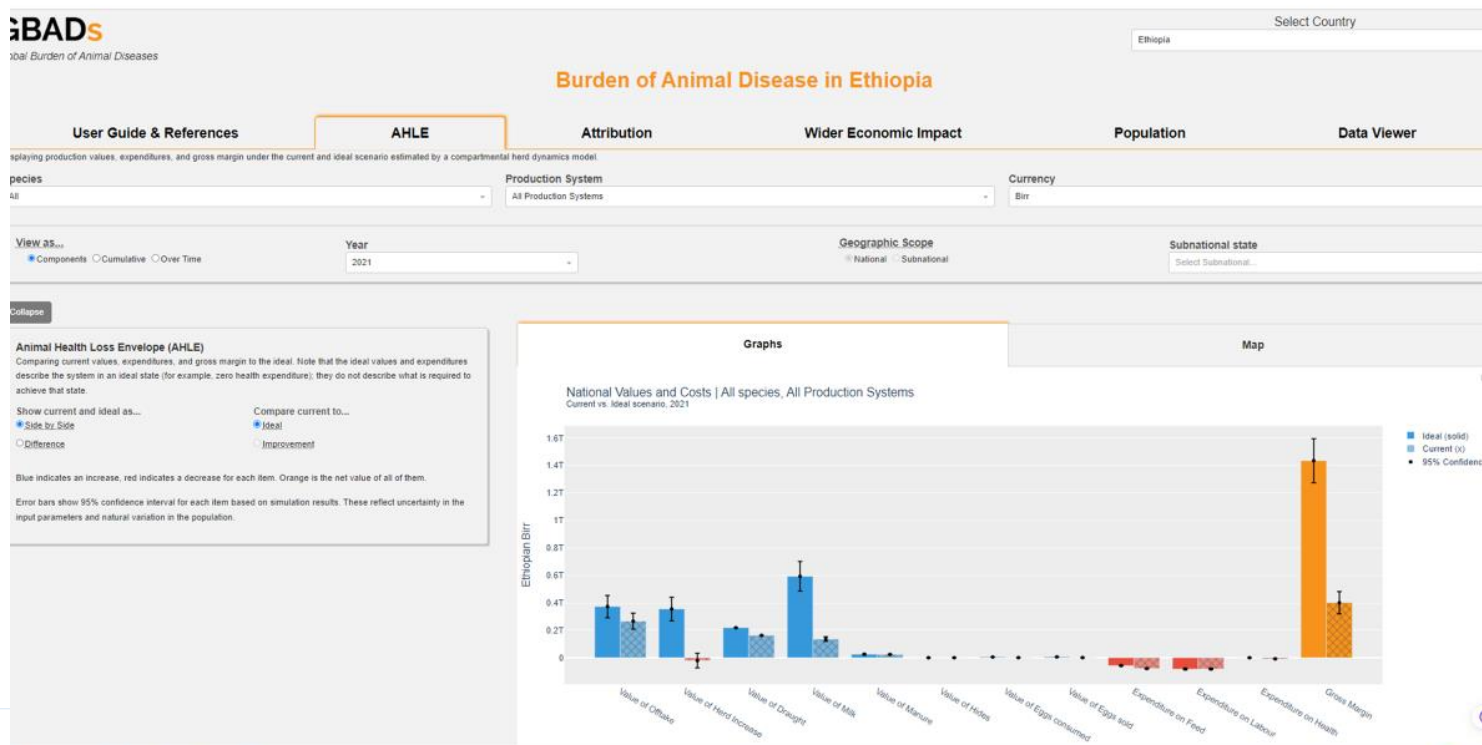 GBADs
Select Country
Ethiopia
Burden of Animal Diseases
Burden of Animal Disease in Ethiopia
User Guide & References
AHLE
Attribution
Wider Economic Impact
Population
Data Viewer
production values, expenditures, and gross margin under the current and ideal scenario estimated by a compartmental herd dynamics model
Production System
Currency
All
All Production Systems
Birr
View as...
Year
Geographic Scope
Subnational state
Components Cumulative Over Time
2021
National Subnational
Select Subnational...
Collapse
Graphs
Map
Animal Health Loss Envelope (AHLE)
Comparing current values, expenditures, and gross margin to the ideal. Note that the ideal values and expenditures
describe the system in an ideal state (for example, zero health expenditure); they do not describe what is required to
achieve that state.
Show current and ideal as...
Compare current to...
Side by Side
Ideal
Difference
Improvement
Blue indicates an increase, red indicates a decrease for each item. Orange is the net value of all of them.
Error bars show 95% confidence interval for each item based on simulation results. These reflect uncertainty in the
input parameters and natural variation in the population.
National Values and Costs | All species, All Production Systems
Current vs. Ideal scenario, 2021
1.6T
1.4T
1.2T
1T
0.8T
0.6T
0.4T
0.2T
0
Ethiopian Birr
Ideal (solid)
Current (x)
95% Confidenc
Value of Offtake
Value of Herd Increase
Value of Draught
Value of Milk
Value of Manure
Value of Hides
Value of Eggs consumed
Value of Eggs sold
Expenditure on Feed
Expenditure on Labour
Expenditure on Health
Gross Margin